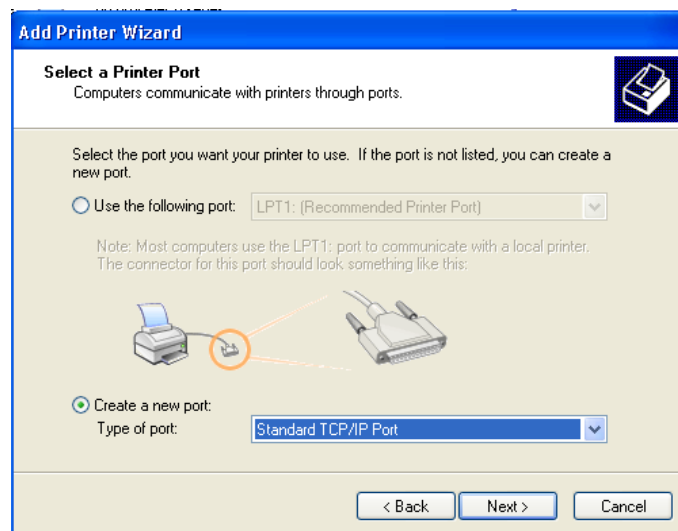 Add Printer Wizard
Select a Printer Port
Computers communicate with printers through ports.
Select the port you want your printer to use. If the port is not listed, you can create a
new port.
Use the following port: LPT1: (Recommended Printer Port)
Note: Most computers use the LPT1: port to communicate with a local printer.
The connector for this port should look something like this:
Create a new port:
Type of port: Standard TCP/IP Port
< Back Next > Cancel